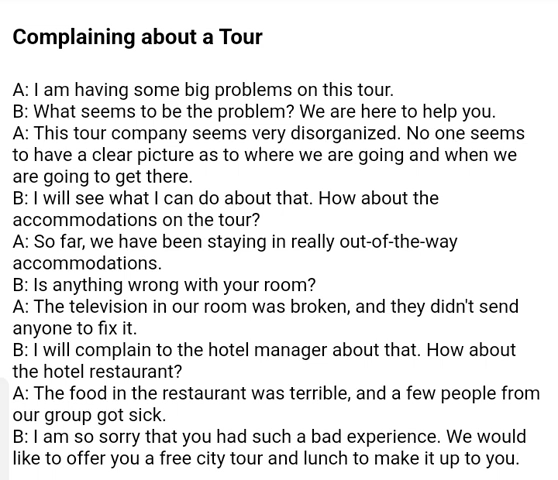 Complaining about a Tour
A: I am having some big problems on this tour.
B: What seems to be the problem? We are here to help you.
A: This tour company seems very disorganized. No one seems
to have a clear picture as to where we are going and when we
are going to get there.
B: I will see what I can do about that. How about the
accommodations on the tour?
A: So far, we have been staying in really out-of-the-way
accommodations.
B: Is anything wrong with your room?
A: The television in our room was broken, and they didn't send
anyone to fix it.
B: I will complain to the hotel manager about that. How about
the hotel restaurant?
A: The food in the restaurant was terrible, and a few people from
our group got sick.
B: I am so sorry that you had such a bad experience. We would
like to offer you a free city tour and lunch to make it up to you.